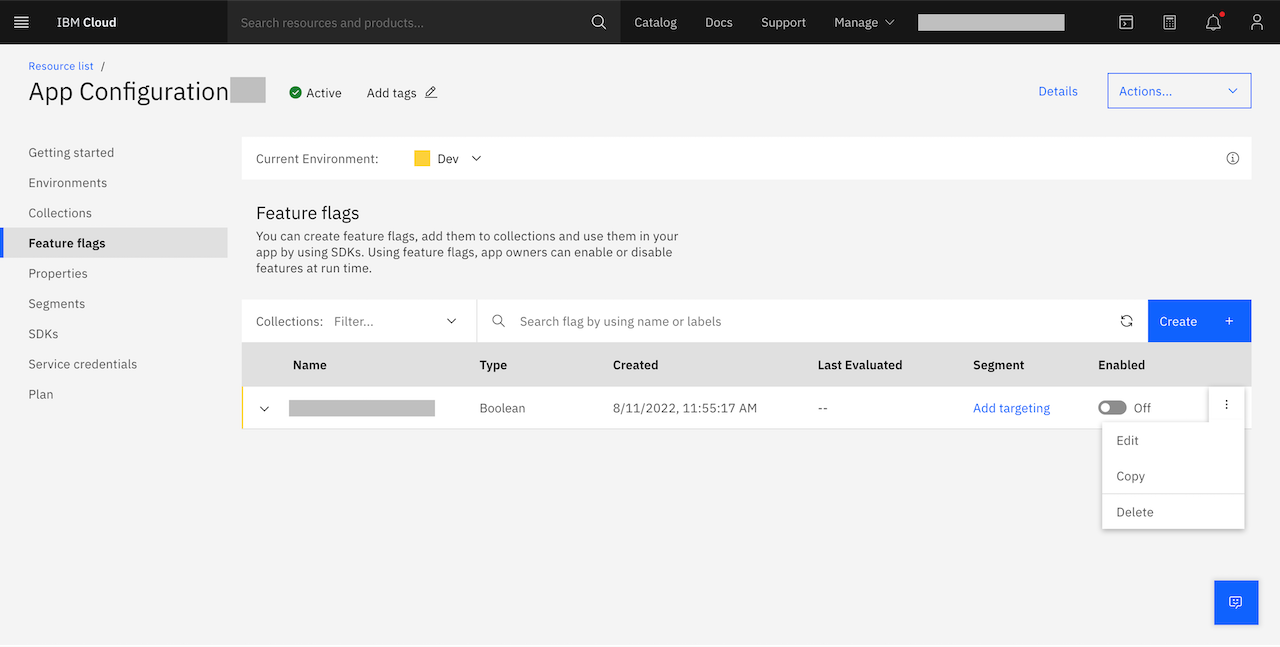 IBM Cloud
Search resources and products...
Catalog
Docs
Support
Manage
Resource list /
App Configuration
Active
Add tags
Details
Actions...
Getting started
Environments
Collections
Feature flags
Properties
Segments
SDKs
Service credentials
Plan
Current Environment:
Dev
Feature flags
You can create feature flags, add them to collections and use them in your
app by using SDKs. Using feature flags, app owners can enable or disable
features at run time.
Collections: Filter...
Search flag by using name or labels
Create +
Name Type Created Last Evaluated Segment Enabled
Boolean 8/11/2022, 11:55:17 AM -- Add targeting Off
Edit
Copy
Delete